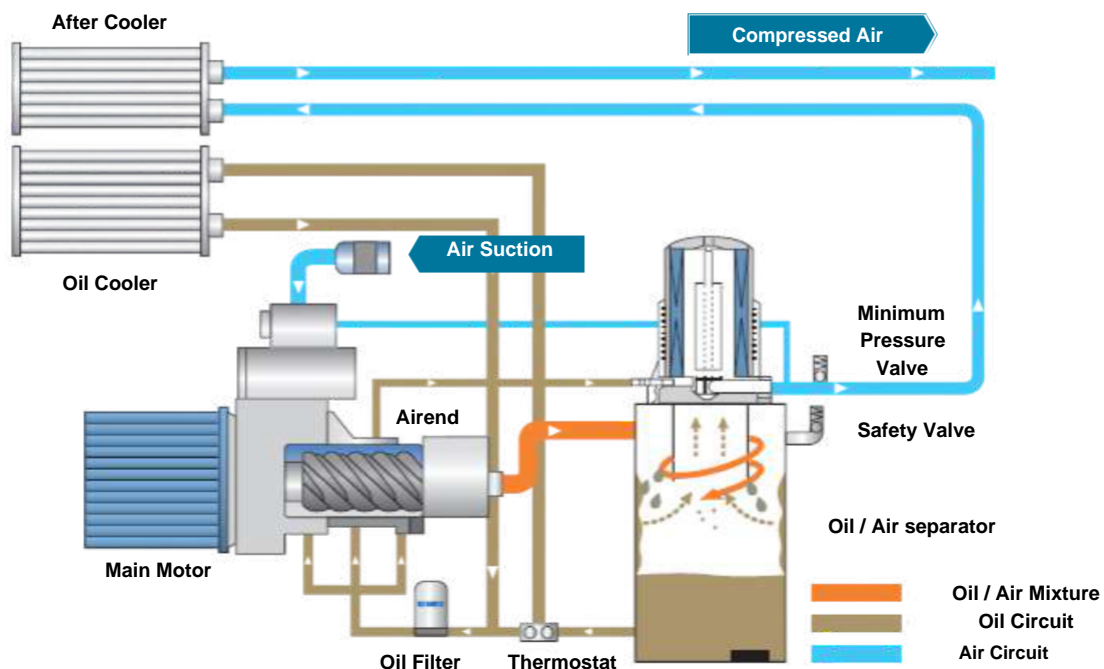 After Cooler
Compressed Air
Air Suction
Oil Cooler
Minimum
Pressure
Valve
Airend
Safety Valve
Oil / Air separator
Main Motor
Oil / Air Mixture
Oil Circuit
Air Circuit
Oil Filter
Thermostat